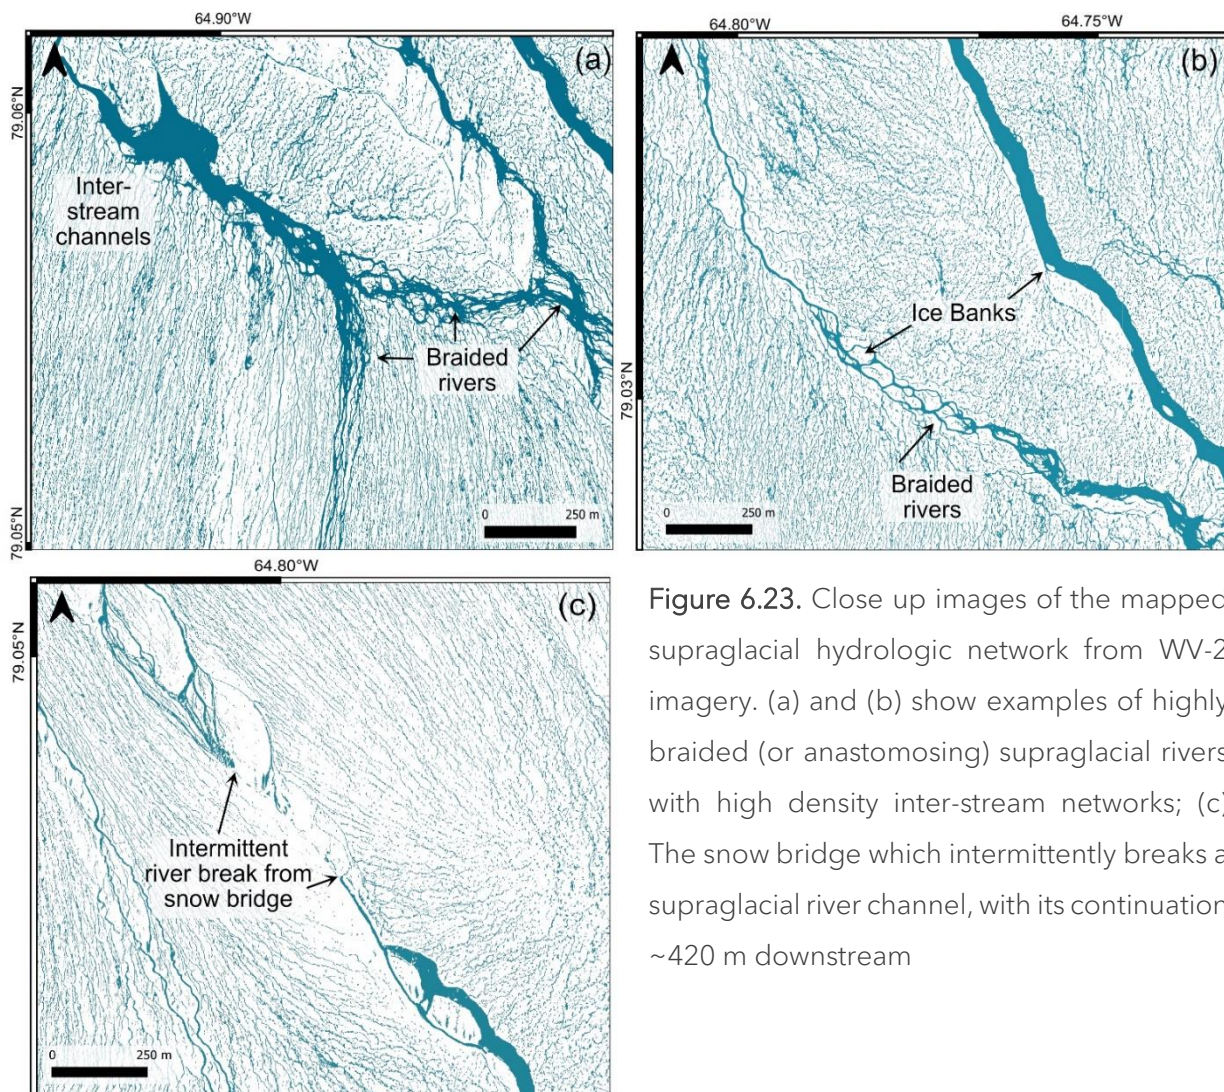 64.90°W
(a)
79.06°N
Inter-
stream
channels
Braided
rivers
0 250 m
79.05°N
64.80°W 64.75°W
(b)
Ice Banks
79.03°N
Braided
rivers
0 250 m
64.80°W
(c)
79.05°N
Intermittent
river break from
snow bridge
0 250 m
Figure 6.23. Close up images of the mapped
supraglacial hydrologic network from WV-2
imagery. (a) and (b) show examples of highly
braided (or anastomosing) supraglacial rivers
with high density inter-stream networks; (c)
The snow bridge which intermittently breaks a
supraglacial river channel, with its continuation
~420 m downstream